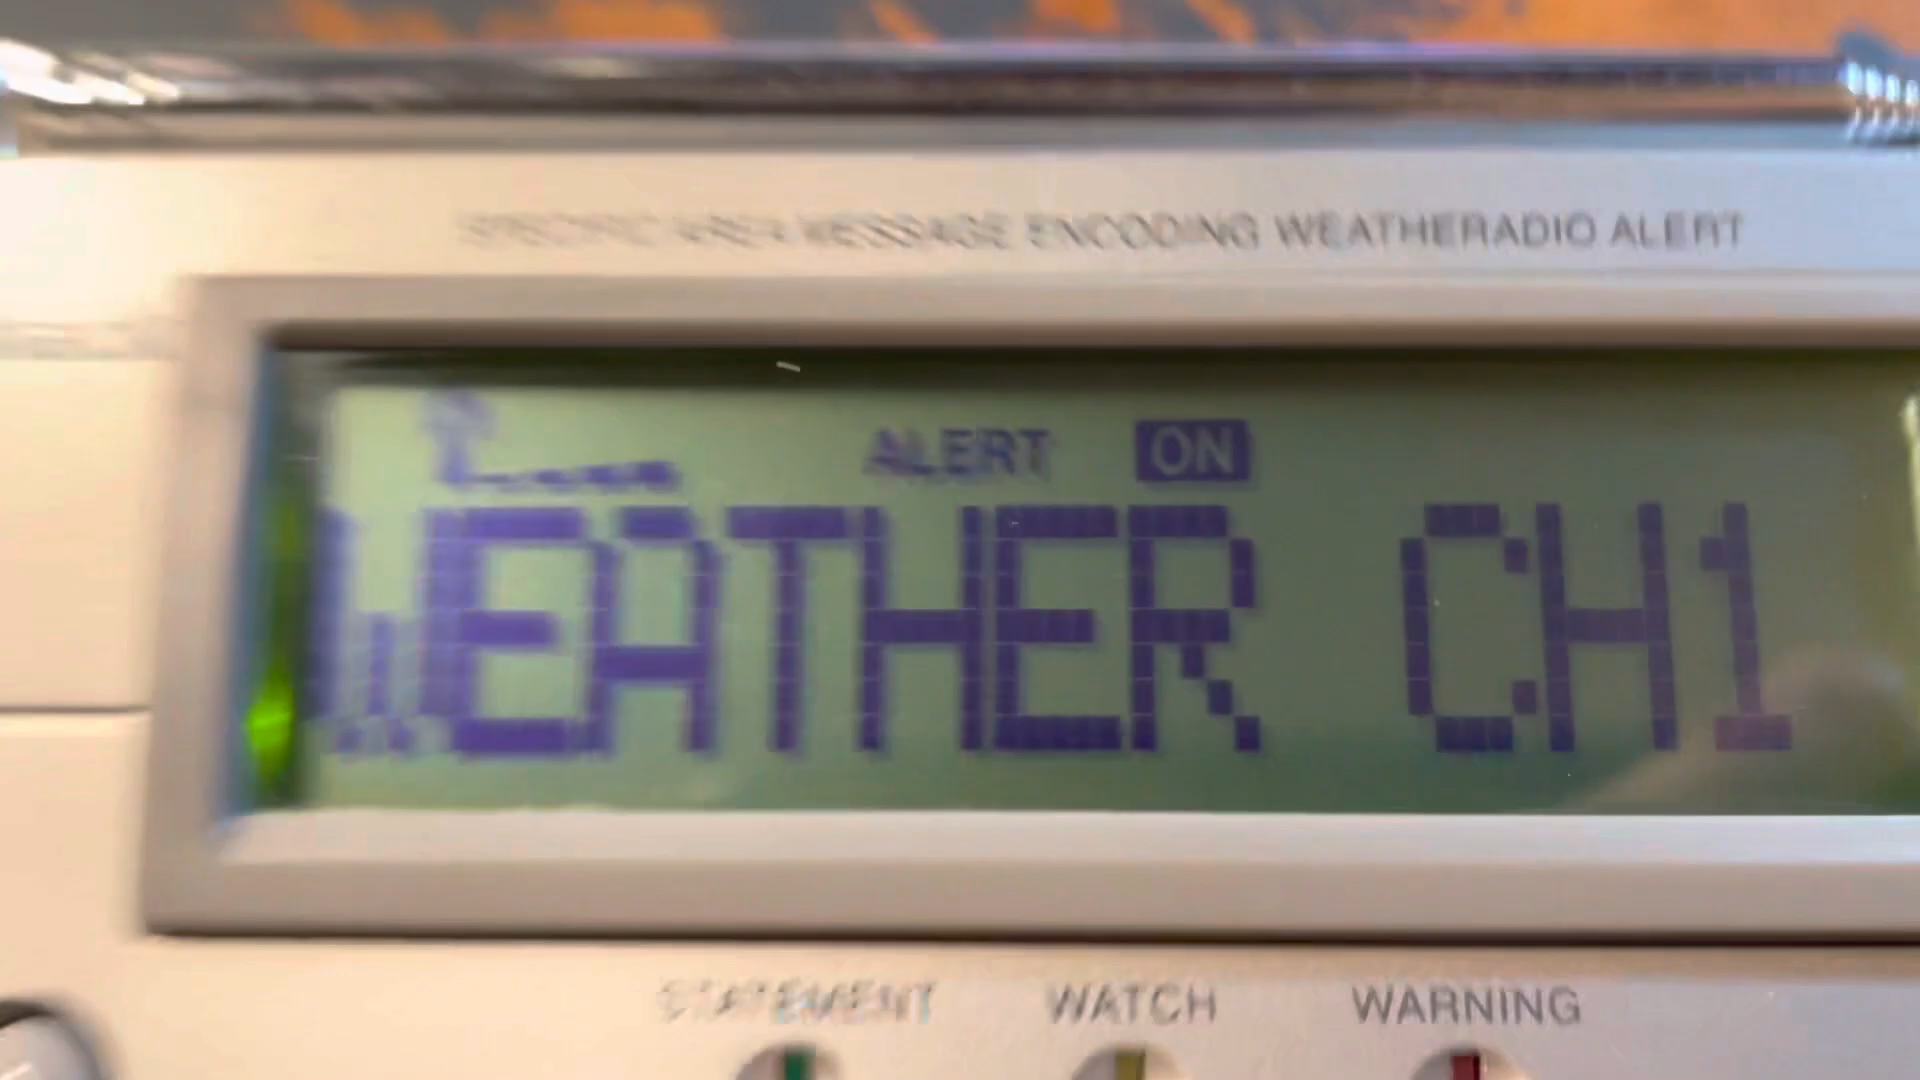 SPECIFIC AREA MESSAGE ENCODING WEATHERADIO ALERT
ALERT ON
WEATHER CH1
STATEMENT WATCH WARNING